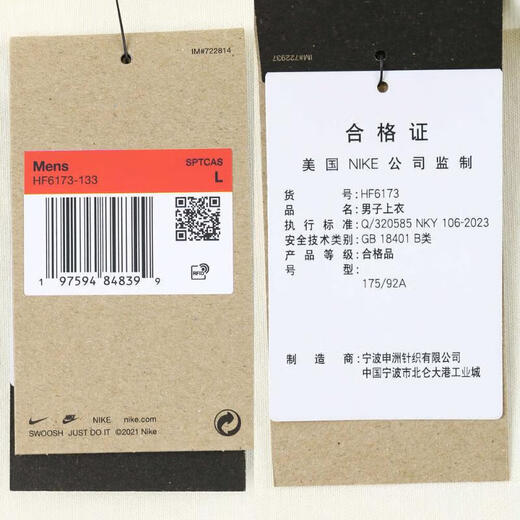 IM#722814
Mens
SPTCAS
HF6173-133
L
1 97594 84839 9
RFID
NIKE nike.com
SWOOSH JUST DO IT ©2021 Nike
IM#722937
合格证
美国 NIKE 公司监制
货号:HF6173
品名:男子上衣
执行标准:Q/320585 NKY 106-2023
安全技术类别:GB 18401 B类
产品等级:合格品
号型:
175/92A
制造商:宁波申洲针织有限公司
中国宁波市北仑大港工业城